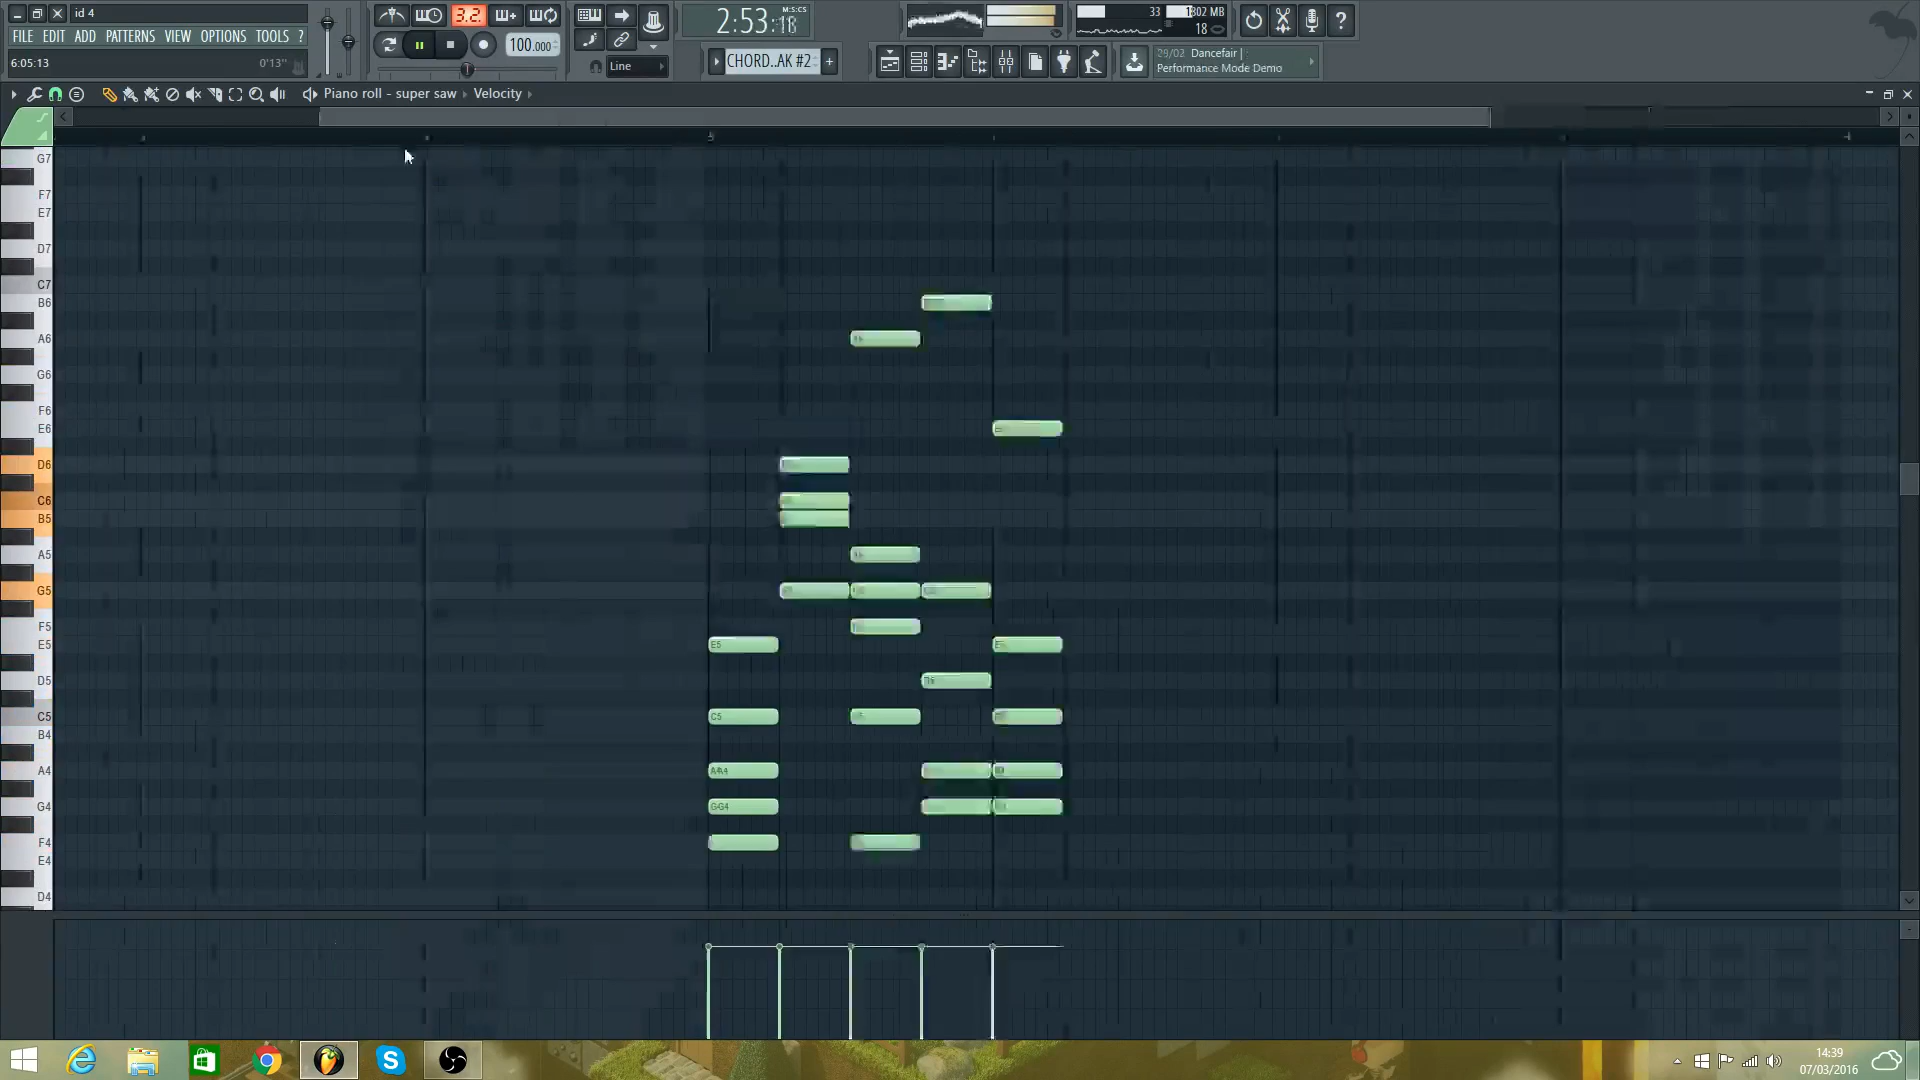 id 4
3.2.
2:53:18
M:S:CS
33
1802 MB
18
FILE EDIT ADD PATTERNS VIEW OPTIONS TOOLS ?
100.000
CHORD..AK #2
29/02 Dancefair |
Performance Mode Demo
6:05:13
0'13"
Line
Piano roll - super saw
Velocity
G7
F7
E7
D7
C7
B6
A6
G6
F6
E6
D6
C6
B5
A5
G5
F5
E5
E5
D5
C5
C5
B4
A4
G4
F4
E4
D4
14:39
07/03/2016